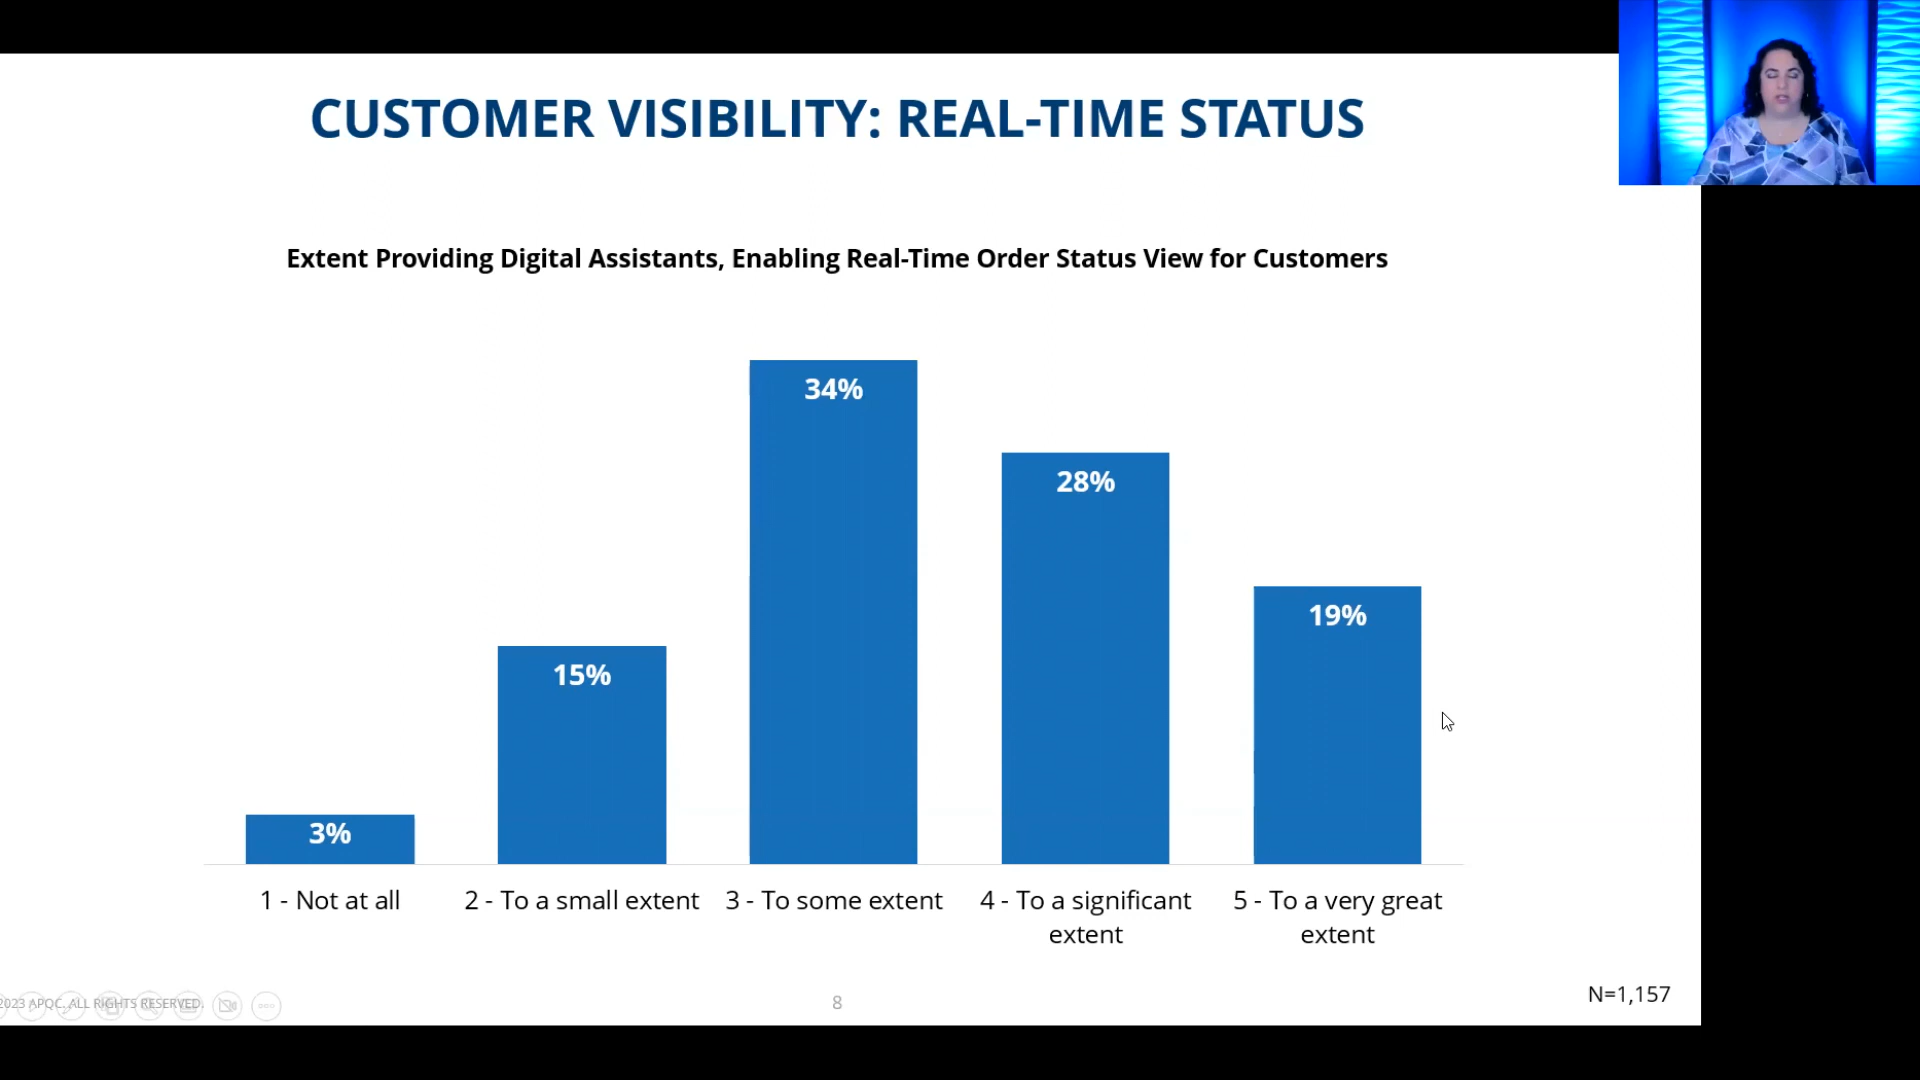 CUSTOMER VISIBILITY: REAL-TIME STATUS
Extent Providing Digital Assistants, Enabling Real-Time Order Status View for Customers
34%
28%
19%
15%
3%
1 - Not at all
2 - To a small extent
3 - To some extent
4 - To a significant
extent
5 - To a very great
extent
2023 APQC. ALL RIGHTS RESERVED.
8
N=1,157